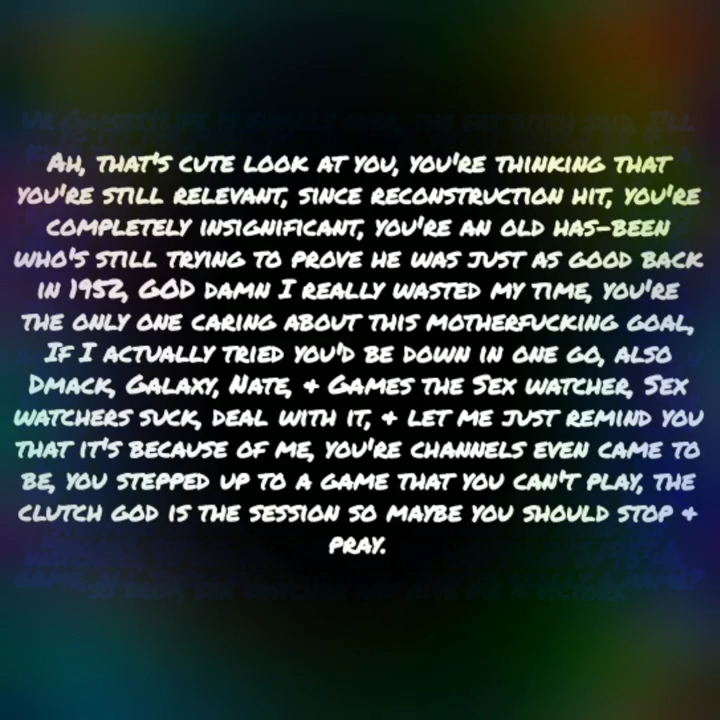 Ah, that's cute look at you, you're thinking that
you're still relevant, since reconstruction hit, you're
completely insignificant, you're an old has-been
who's still trying to prove he was just as good back
in 1952, GOD damn I really wasted my time, you're
the only one caring about this motherfucking goal,
If I actually tried you'd be down in one go, also
Dmack, Galaxy, Nate, & Games the Sex watcher, Sex
watchers suck, deal with it, & let me just remind you
that it's because of me, you're channels even came to
be, you stepped up to a game that you can't play, the
clutch god is the session so maybe you should stop &
pray.